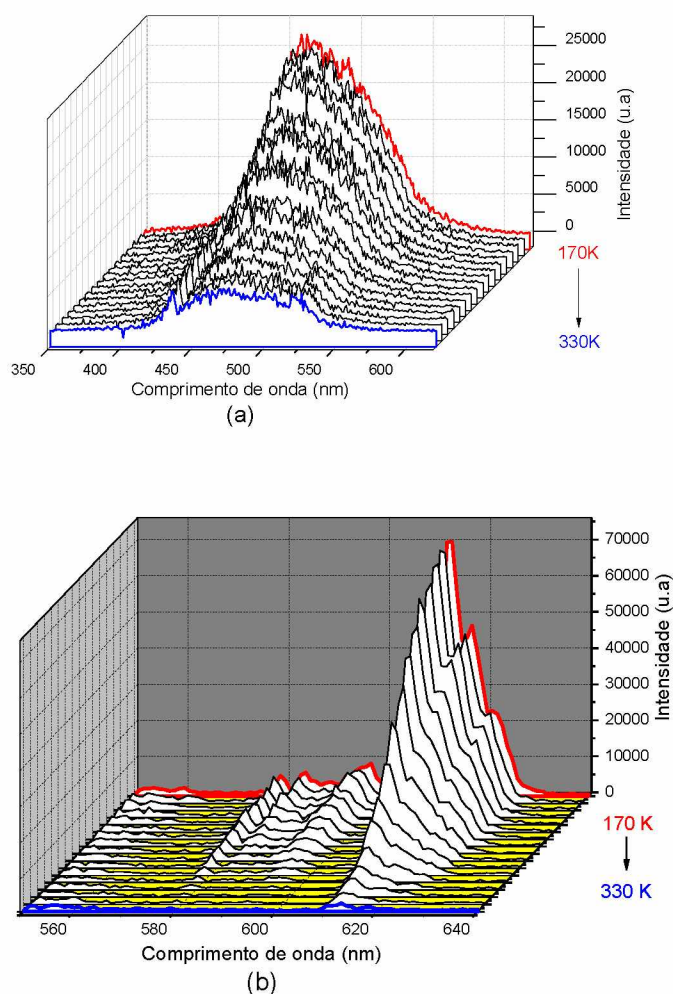 25000
20000
15000
10000
5000
0
Intensidade (u.a)
170K
330K
350 400 450 500 550 600
Comprimento de onda (nm)
(a)
70000
60000
50000
40000
30000
20000
10000
0
Intensidade (u.a)
170 K
330 K
560 580 600 620 640
Comprimento de onda (nm)
(b)